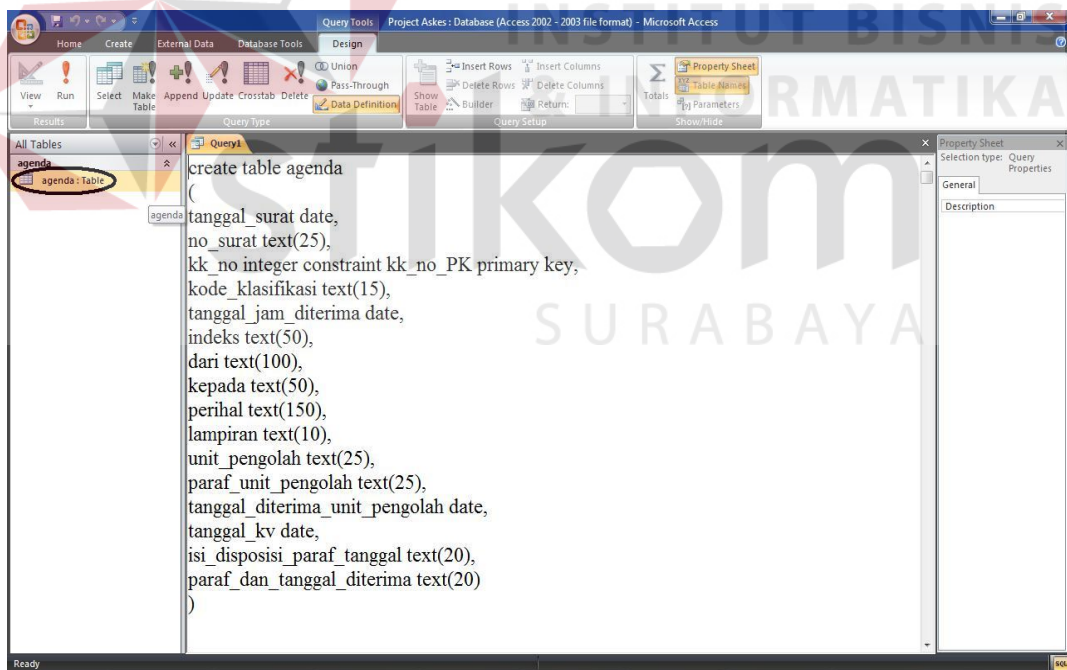 INSTITUT BISNIS
& INFORMATIKA
stikom
SURABAYA
Query Tools
Project Askes : Database (Access 2002 - 2003 file format) - Microsoft Access
Home Create External Data Database Tools Design
View Run Select Make Table Append Update Crosstab Delete
Union
Pass-Through
Data Definition
Show Table
Insert Rows
Delete Rows
Builder
Insert Columns
Delete Columns
Return:
Totals
Property Sheet
Table Names
Parameters
Results Query Type Query Setup Show/Hide
All Tables
agenda
agenda : Table
agenda
Query1
create table agenda
(
tanggal_surat date,
no_surat text(25),
kk_no integer constraint kk_no_PK primary key,
kode_klasifikasi text(15),
tanggal_jam_diterima date,
indeks text(50),
dari text(100),
kepada text(50),
perihal text(150),
lampiran text(10),
unit_pengolah text(25),
paraf_unit_pengolah text(25),
tanggal_diterima_unit_pengolah date,
tanggal_kv date,
isi_disposisi_paraf_tanggal text(20),
paraf_dan_tanggal_diterima text(20)
)
Property Sheet
Selection type: Query Properties
General
Description
Ready